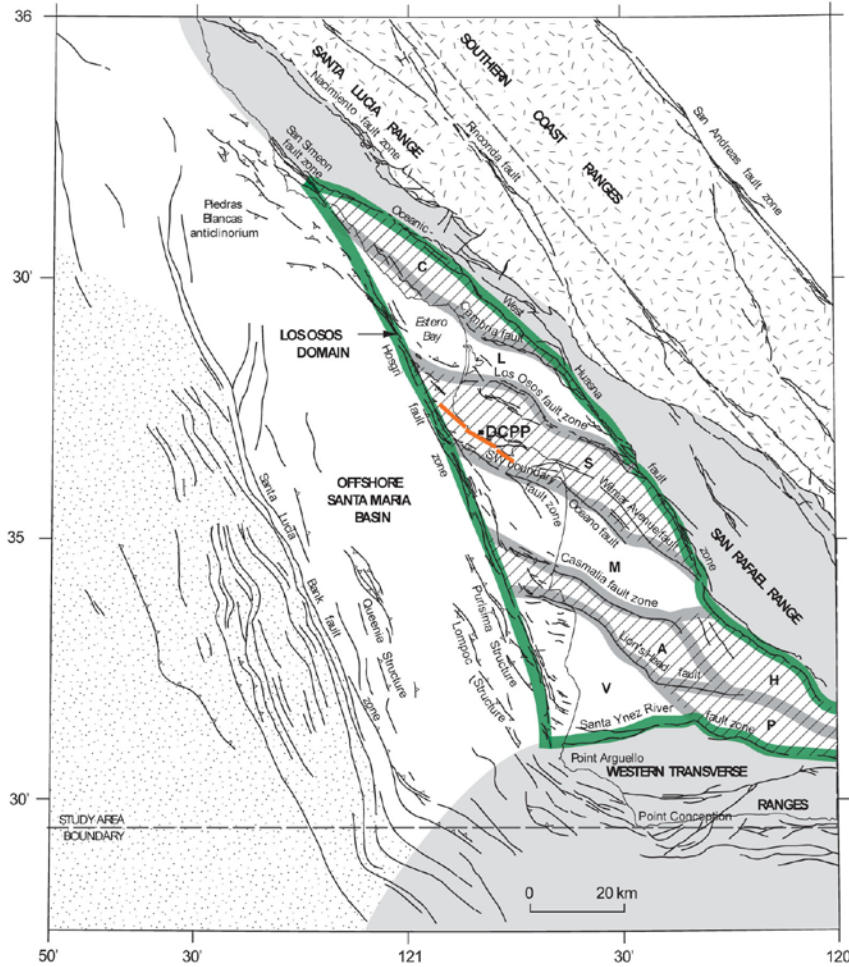 36
SANTA
LUCIA RANGE
Nacimiento fault zone
SOUTHERN
COAST
RANGES
Rinconda fault
San Andreas fault
zone
San Simeon
fault zone
Piedras
Blancas
anticlinorium
Oceanic -
West
Huasna
fault
zone
30'
C
Cambria fault
Estero
Bay
LOS OSOS
DOMAIN
L
Los Osos fault zone
Hosgri
fault
zone
DCPP
S
SW boundary
fault zone
Wilmar Avenue fault
Oceano fault
OFFSHORE
SANTA MARIA
BASIN
SAN RAFAEL RANGE
35
Santa
Lucia
Bank
fault
zone
M
Casmalia fault zone
Queenie
Structure
Purisima
Structure
Lompoc
Structure
A
Lion's Head
fault
H
V
P
Santa Ynez River
fault zone
Point Arguello
WESTERN TRANSVERSE
RANGES
30'
STUDY AREA
BOUNDARY
Point Conception
0 20 km
50' 30' 121 30' 120